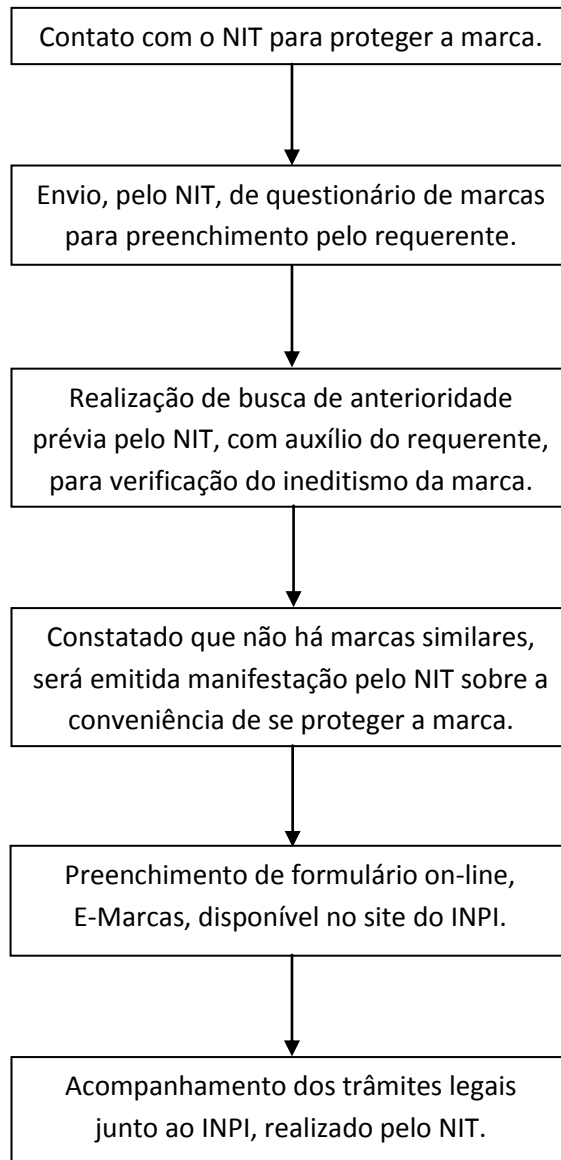 Contato com o NIT para proteger a marca.
Envio, pelo NIT, de questionário de marcas
para preenchimento pelo requerente.
Realização de busca de anterioridade
prévia pelo NIT, com auxílio do requerente,
para verificação do ineditismo da marca.
Constatado que não há marcas similares,
será emitida manifestação pelo NIT sobre a
conveniência de se proteger a marca.
Preenchimento de formulário on-line,
E-Marcas, disponível no site do INPI.
Acompanhamento dos trâmites legais
junto ao INPI, realizado pelo NIT.